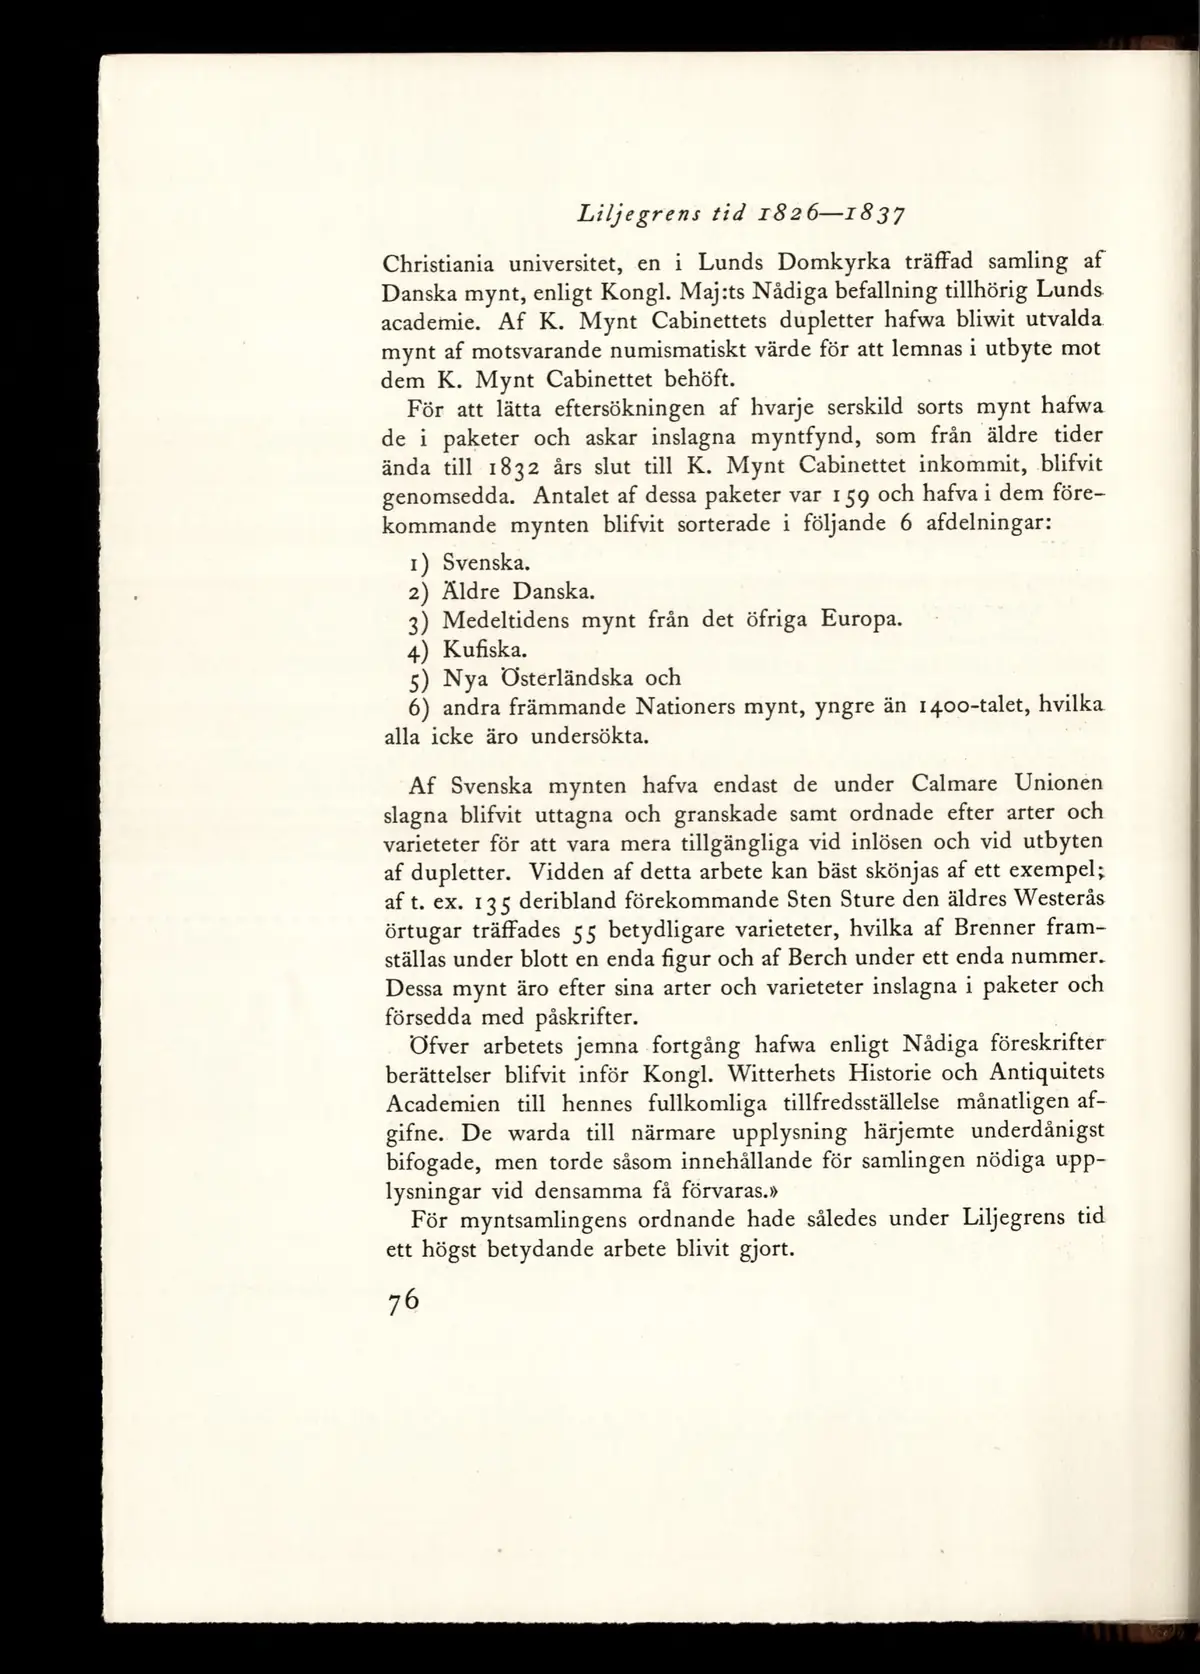 Liljegrens tid 1826—1837
Christiania universitet, en i Lunds Domkyrka träffad samling af
Danska mynt, enligt Kongl. Maj:ts Nådiga befallning tillhörig Lunds
academie. Af K. Mynt Cabinettets dupletter hafwa bliwit utvalda
mynt af motsvarande numismatiskt värde för att lemnas i utbyte mot
dem K. Mynt Cabinettet behöft.
För att lätta eftersökningen af hvarje serskild sorts mynt hafwa
de i paketer och askar inslagna myntfynd, som från äldre tider
ända till 1832 års slut till K. Mynt Cabinettet inkommit, blifvit
genomsedda. Antalet af dessa paketer var 159 och hafva i dem före-
kommande mynten blifvit sorterade i följande 6 afdelningar:
1) Svenska.
2) Äldre Danska.
3) Medeltidens mynt från det öfriga Europa.
4) Kufiska.
5) Nya Österländska och
6) andra främmande Nationers mynt, yngre än 1400-talet, hvilka
alla icke äro undersökta.
Af Svenska mynten hafva endast de under Calmare Unionen
slagna blifvit uttagna och granskade samt ordnade efter arter och
varieteter för att vara mera tillgängliga vid inlösen och vid utbyten
af dupletter. Vidden af detta arbete kan bäst skönjas af ett exempel;
af t. ex. 135 deribland förekommande Sten Sture den äldres Westerås
örtugar träffades 55 betydligare varieteter, hvilka af Brenner fram-
ställas under blott en enda figur och af Berch under ett enda nummer.
Dessa mynt äro efter sina arter och varieteter inslagna i paketer och
försedda med påskrifter.
Öfver arbetets jemna fortgång hafwa enligt Nådiga föreskrifter
berättelser blifvit inför Kongl. Witterhets Historie och Antiquitets
Academien till hennes fullkomliga tillfredsställelse månatligen af-
gifne. De warda till närmare upplysning härjemte underdånigst
bifogade, men torde såsom innehållande för samlingen nödiga upp-
lysningar vid densamma få förvaras.»
För myntsamlingens ordnande hade således under Liljegrens tid
ett högst betydande arbete blivit gjort.
76